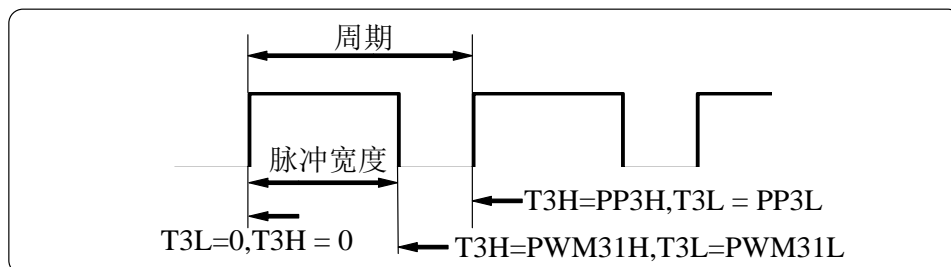 周期
脉冲宽度
T3H=PP3H,T3L = PP3L
T3L=0,T3H = 0
T3H=PWM31H,T3L=PWM31L